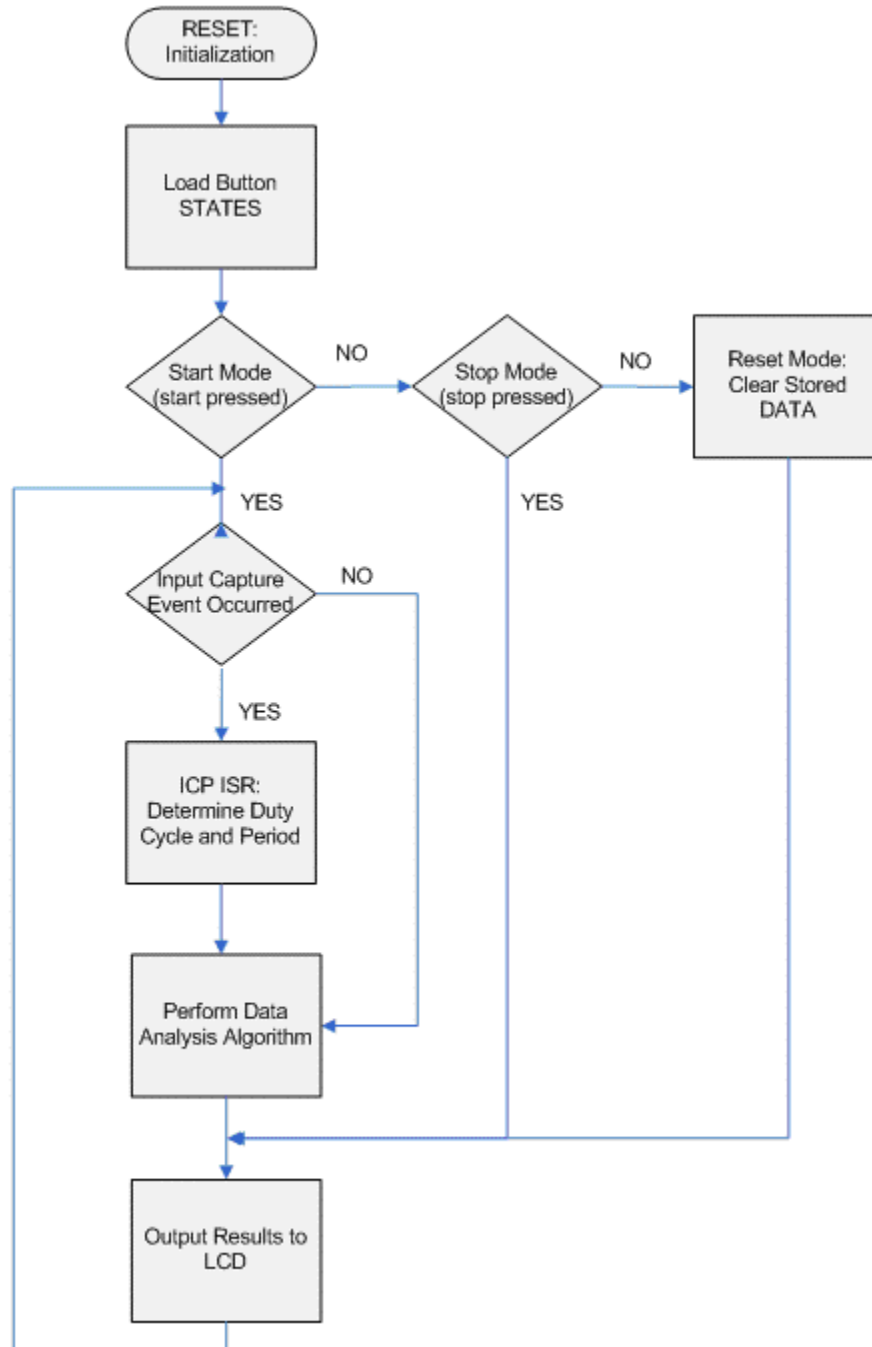 RESET:
Initialization
Load Button
STATES
Start Mode
(start pressed)
NO
Stop Mode
(stop pressed)
NO
Reset Mode:
Clear Stored
DATA
YES
YES
Input Capture
Event Occurred
NO
YES
ICP ISR:
Determine Duty
Cycle and Period
Perform Data
Analysis Algorithm
Output Results to
LCD